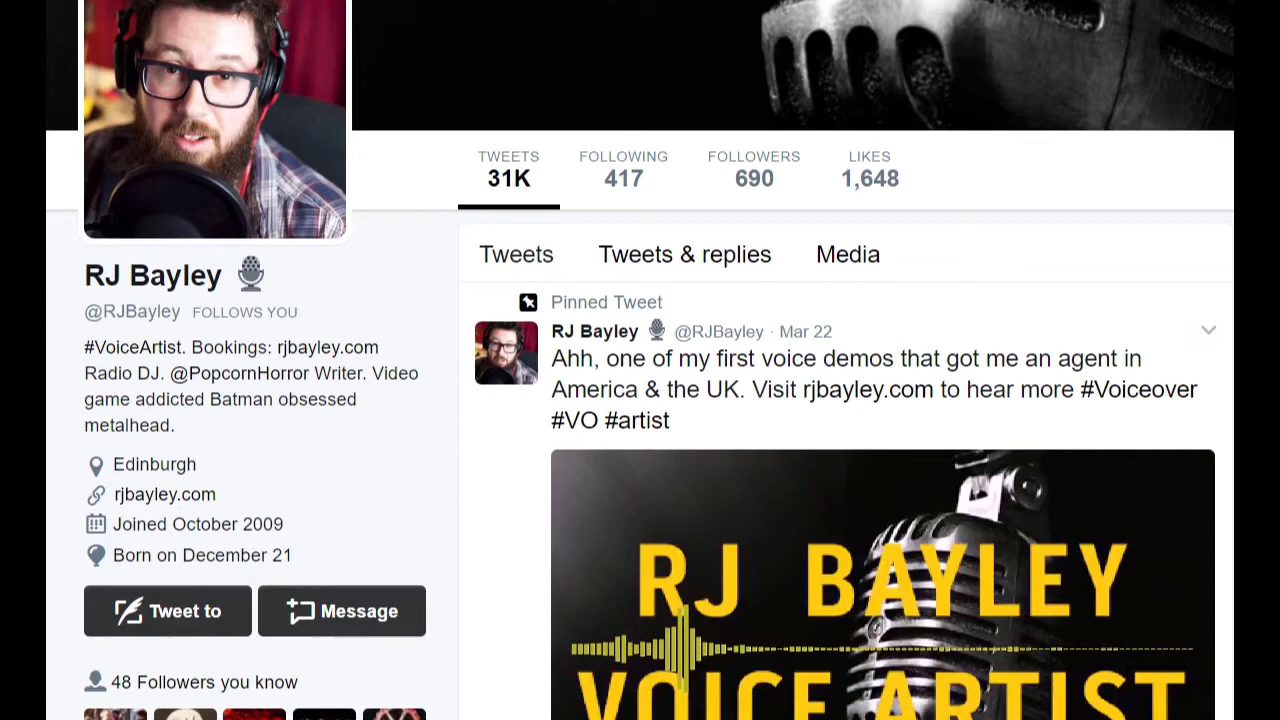 TWEETS FOLLOWING FOLLOWERS LIKES
31K 417 690 1,648
Tweets Tweets & replies Media
RJ Bayley
@RJBayley FOLLOWS YOU
#VoiceArtist. Bookings: rjbayley.com
Radio DJ. @PopcornHorror Writer. Video
game addicted Batman obsessed
metalhead.
Edinburgh
rjbayley.com
Joined October 2009
Born on December 21
Tweet to Message
48 Followers you know
Pinned Tweet
RJ Bayley @RJBayley · Mar 22
Ahh, one of my first voice demos that got me an agent in
America & the UK. Visit rjbayley.com to hear more #Voiceover
#VO #artist
RJ BAYLEY
VOICE ARTIST